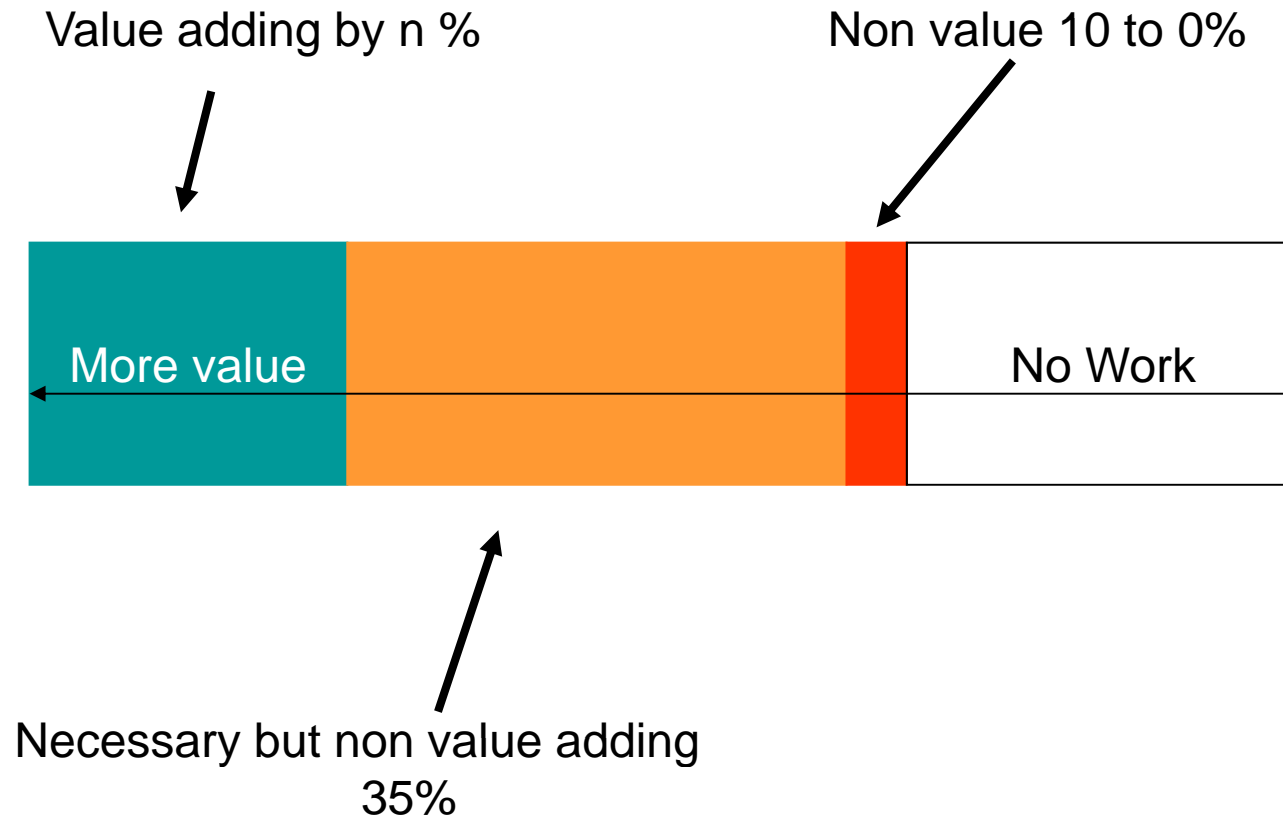 Value adding by n %
Non value 10 to 0%
More value
No Work
Necessary but non value adding
35%